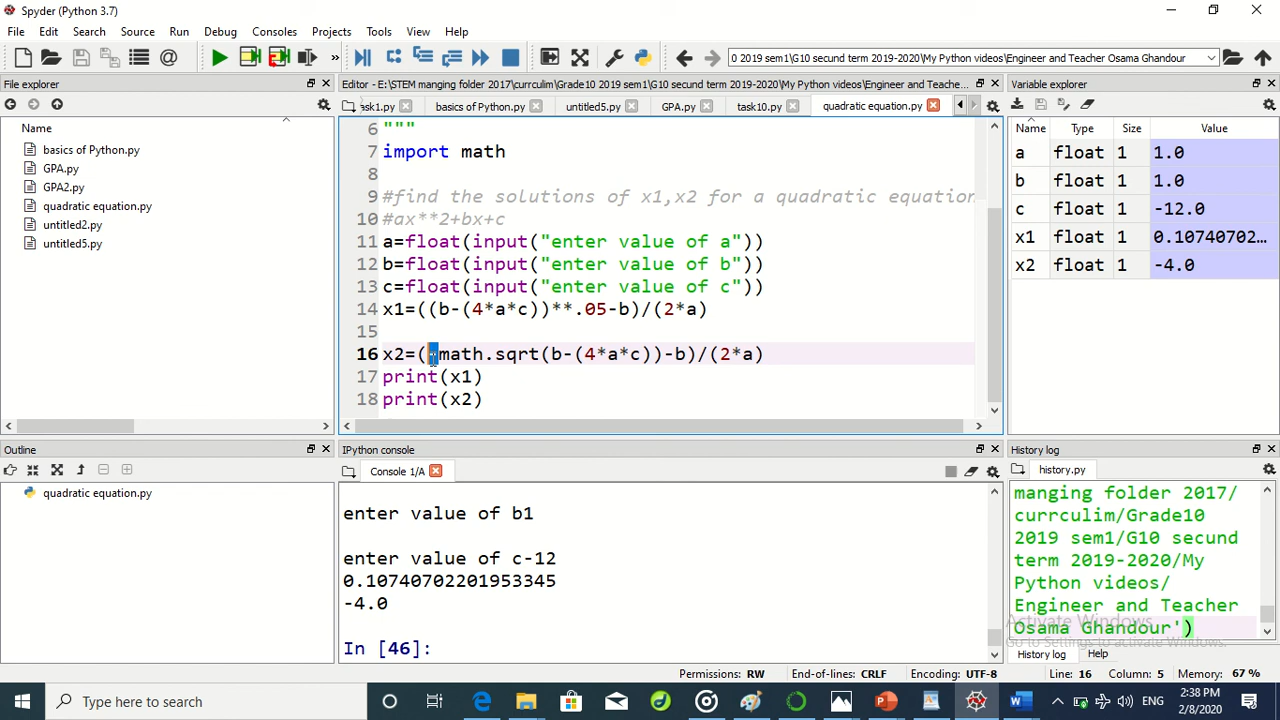 Spyder (Python 3.7)
File Edit Search Source Run Debug Consoles Projects Tools View Help
0 2019 sem1\G10 secund term 2019-2020\My Python videos\Engineer and Teacher Osama Ghandour
File explorer
Name
basics of Python.py
GPA.py
GPA2.py
quadratic equation.py
untitled2.py
untitled5.py
Outline
quadratic equation.py
Editor - E:\STEM manging folder 2017\currculim\Grade10 2019 sem1\G10 secund term 2019-2020\My Python videos\Engineer and Teache...
sk1.py basics of Python.py untitled5.py GPA.py task10.py quadratic equation.py
6 """
7 import math
8
9 #find the solutions of x1,x2 for a quadratic equation
10 #ax**2+bx+c
11 a=float(input("enter value of a"))
12 b=float(input("enter value of b"))
13 c=float(input("enter value of c"))
14 x1=((b-(4*a*c))**.05-b)/(2*a)
15
16 x2=(-math.sqrt(b-(4*a*c))-b)/(2*a)
17 print(x1)
18 print(x2)
IPython console
Console 1/A
enter value of b1
enter value of c-12
0.10740702201953345
-4.0
In [46]:
Variable explorer
Name Type Size Value
a float 1 1.0
b float 1 1.0
c float 1 -12.0
x1 float 1 0.10740702...
x2 float 1 -4.0
History log
history.py
manging folder 2017/
currculim/Grade10
2019 sem1/G10 secund
term 2019-2020/My
Python videos/
Engineer and Teacher
Osama Ghandour')
Activate Windows
Go to Settings to activate Windows.
History log Help
Permissions: RW End-of-lines: CRLF Encoding: UTF-8 Line: 16 Column: 5 Memory: 67 %
Type here to search
ENG
2:38 PM
2/8/2020